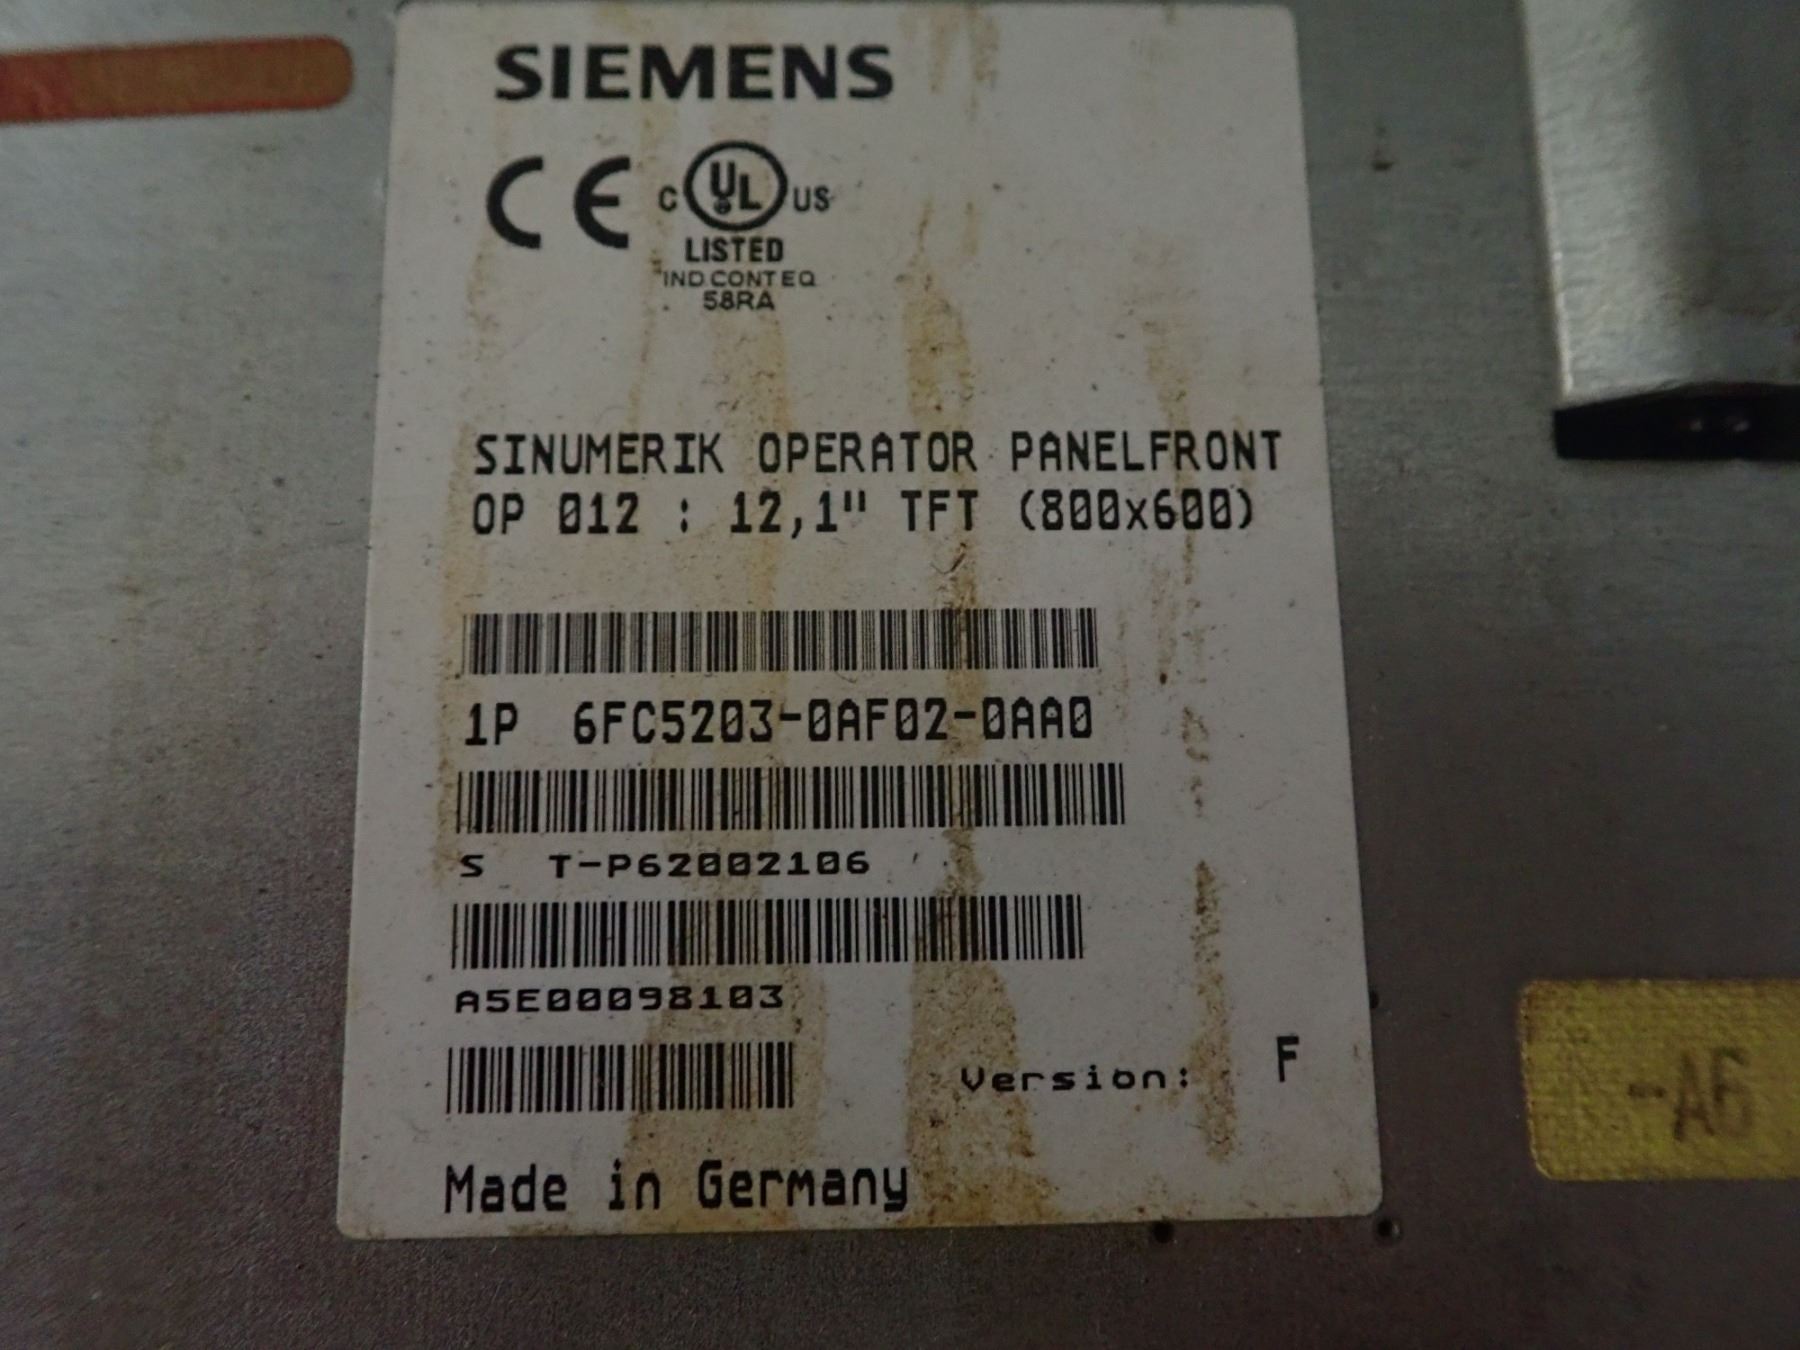 SIEMENS
CE
C UL US
LISTED
IND.CONT.EQ
58RA
SINUMERIK OPERATOR PANELFRONT
OP 012 : 12,1" TFT (800x600)
1P 6FC5203-0AF02-0AA0
S T-P62002106
A5E00098103
Version: F
Made in Germany
-A6